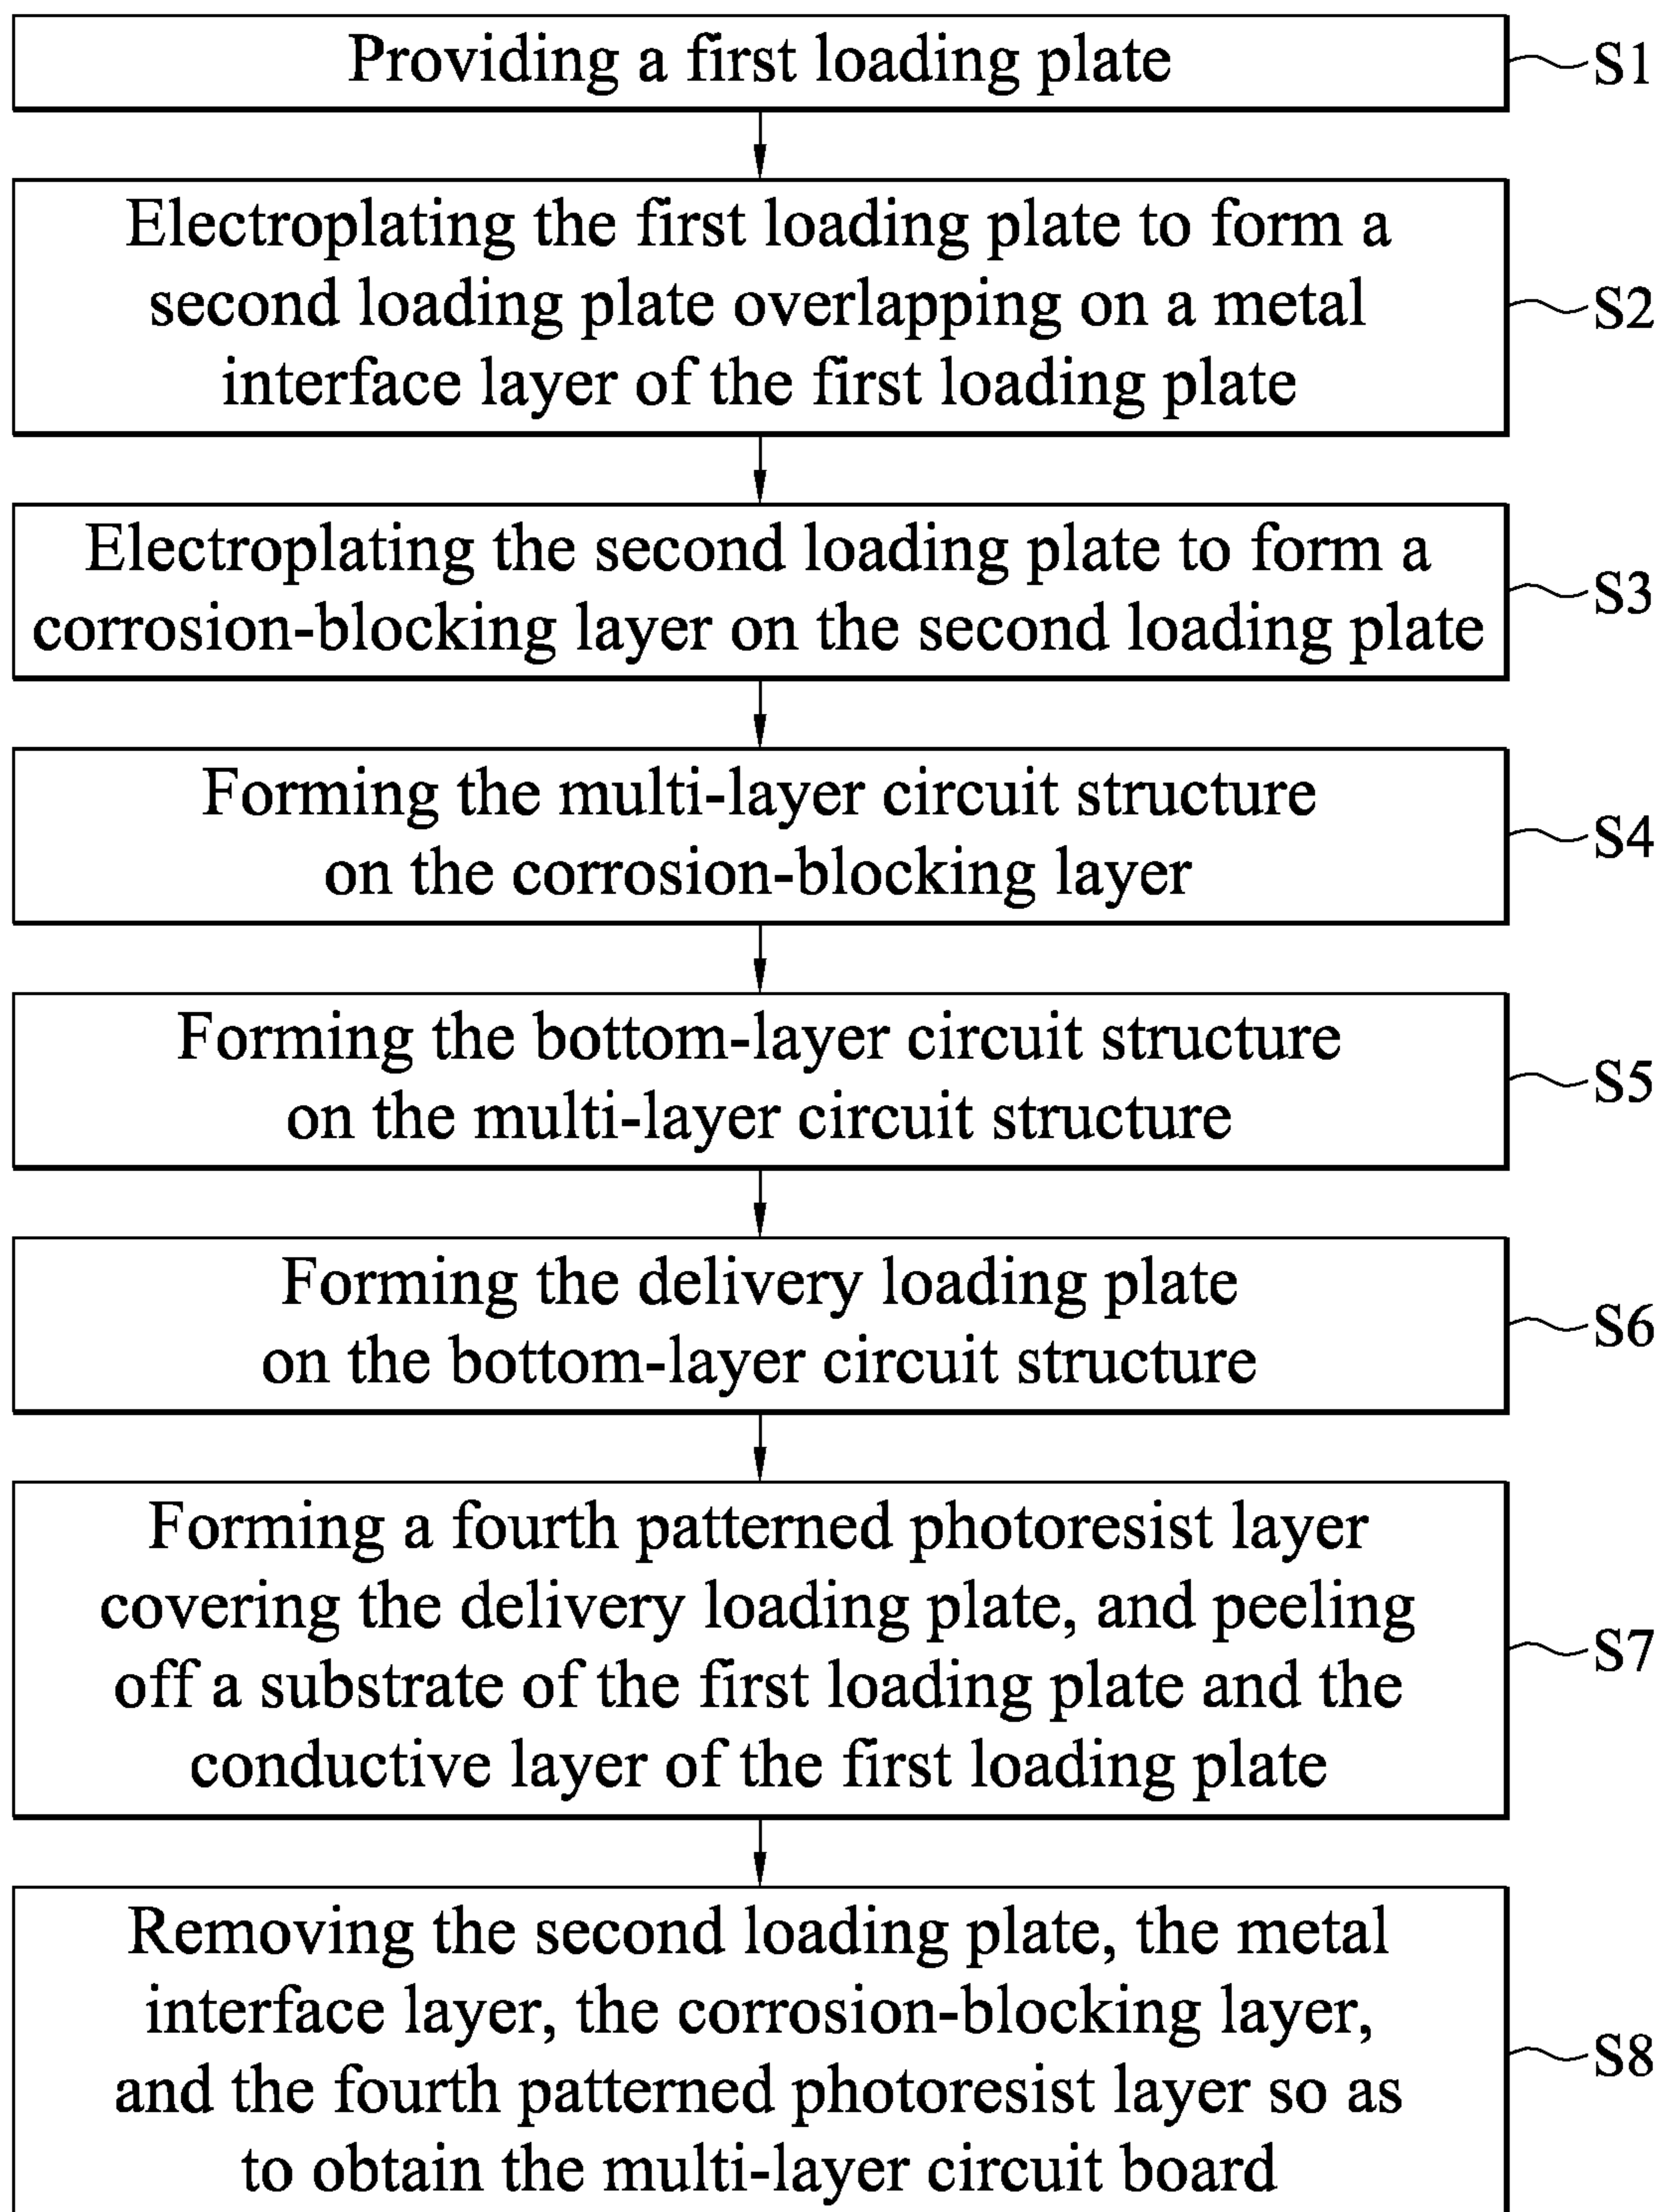 Providing a first loading plate
S1
Electroplating the first loading plate to form a
second loading plate overlapping on a metal
interface layer of the first loading plate
S2
Electroplating the second loading plate to form a
corrosion-blocking layer on the second loading plate
S3
Forming the multi-layer circuit structure
on the corrosion-blocking layer
S4
Forming the bottom-layer circuit structure
on the multi-layer circuit structure
S5
Forming the delivery loading plate
on the bottom-layer circuit structure
S6
Forming a fourth patterned photoresist layer
covering the delivery loading plate, and peeling
off a substrate of the first loading plate and the
conductive layer of the first loading plate
S7
Removing the second loading plate, the metal
interface layer, the corrosion-blocking layer,
and the fourth patterned photoresist layer so as
to obtain the multi-layer circuit board
S8